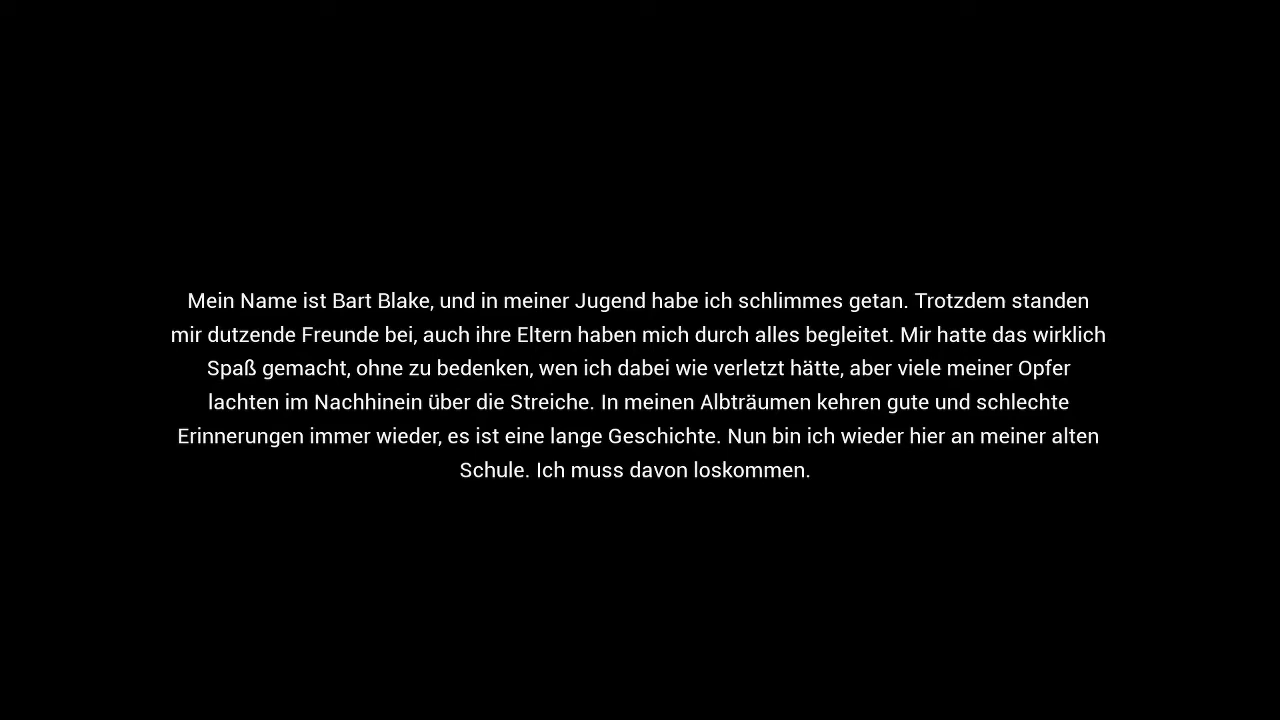 Mein Name ist Bart Blake, und in meiner Jugend habe ich schlimmes getan. Trotzdem standen
mir dutzende Freunde bei, auch ihre Eltern haben mich durch alles begleitet. Mir hatte das wirklich
Spaß gemacht, ohne zu bedenken, wen ich dabei wie verletzt hätte, aber viele meiner Opfer
lachten im Nachhinein über die Streiche. In meinen Albträumen kehren gute und schlechte
Erinnerungen immer wieder, es ist eine lange Geschichte. Nun bin ich wieder hier an meiner alten
Schule. Ich muss davon loskommen.